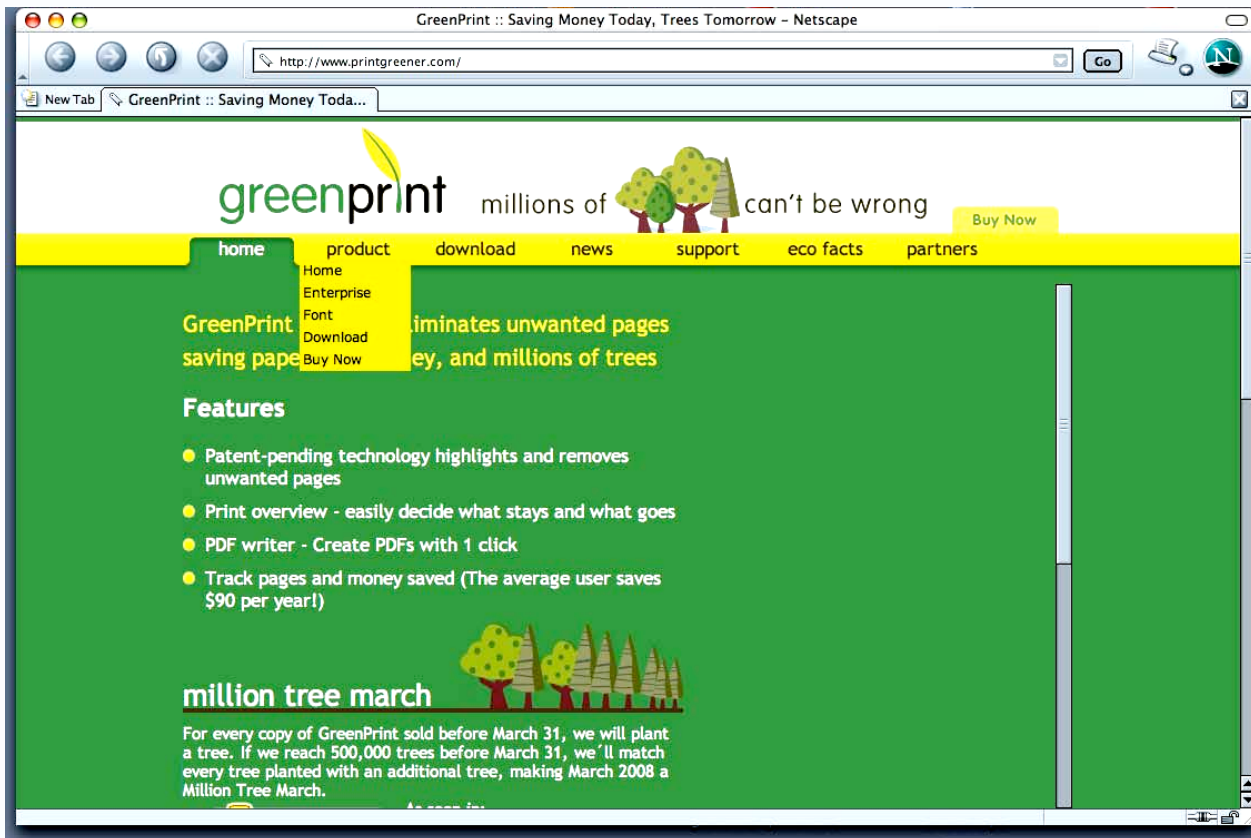 GreenPrint :: Saving Money Today, Trees Tomorrow – Netscape
http://www.printgreener.com/
Go
N
New Tab
GreenPrint :: Saving Money Toda...
greenprint
millions of can't be wrong
Buy Now
home product download news support eco facts partners
Home
Enterprise
Font
Download
Buy Now
GreenPrint iminates unwanted pages
saving pape ey, and millions of trees
Features
Patent-pending technology highlights and removes
unwanted pages
Print overview - easily decide what stays and what goes
PDF writer - Create PDFs with 1 click
Track pages and money saved (The average user saves
$90 per year!)
million tree march
For every copy of GreenPrint sold before March 31, we will plant
a tree. If we reach 500,000 trees before March 31, we´ll match
every tree planted with an additional tree, making March 2008 a
Million Tree March.
As seen in: